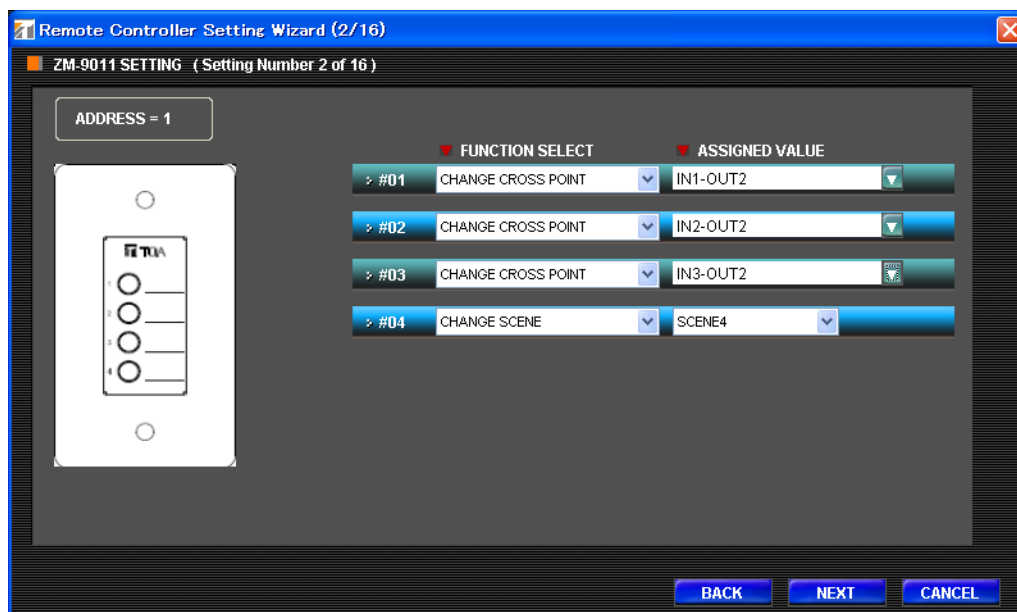 Remote Controller Setting Wizard (2/16)
ZM-9011 SETTING ( Setting Number 2 of 16 )
ADDRESS = 1
FUNCTION SELECT ASSIGNED VALUE
> #01 CHANGE CROSS POINT IN1-OUT2
> #02 CHANGE CROSS POINT IN2-OUT2
> #03 CHANGE CROSS POINT IN3-OUT2
> #04 CHANGE SCENE SCENE4
TOA
1
2
3
4
BACK NEXT CANCEL